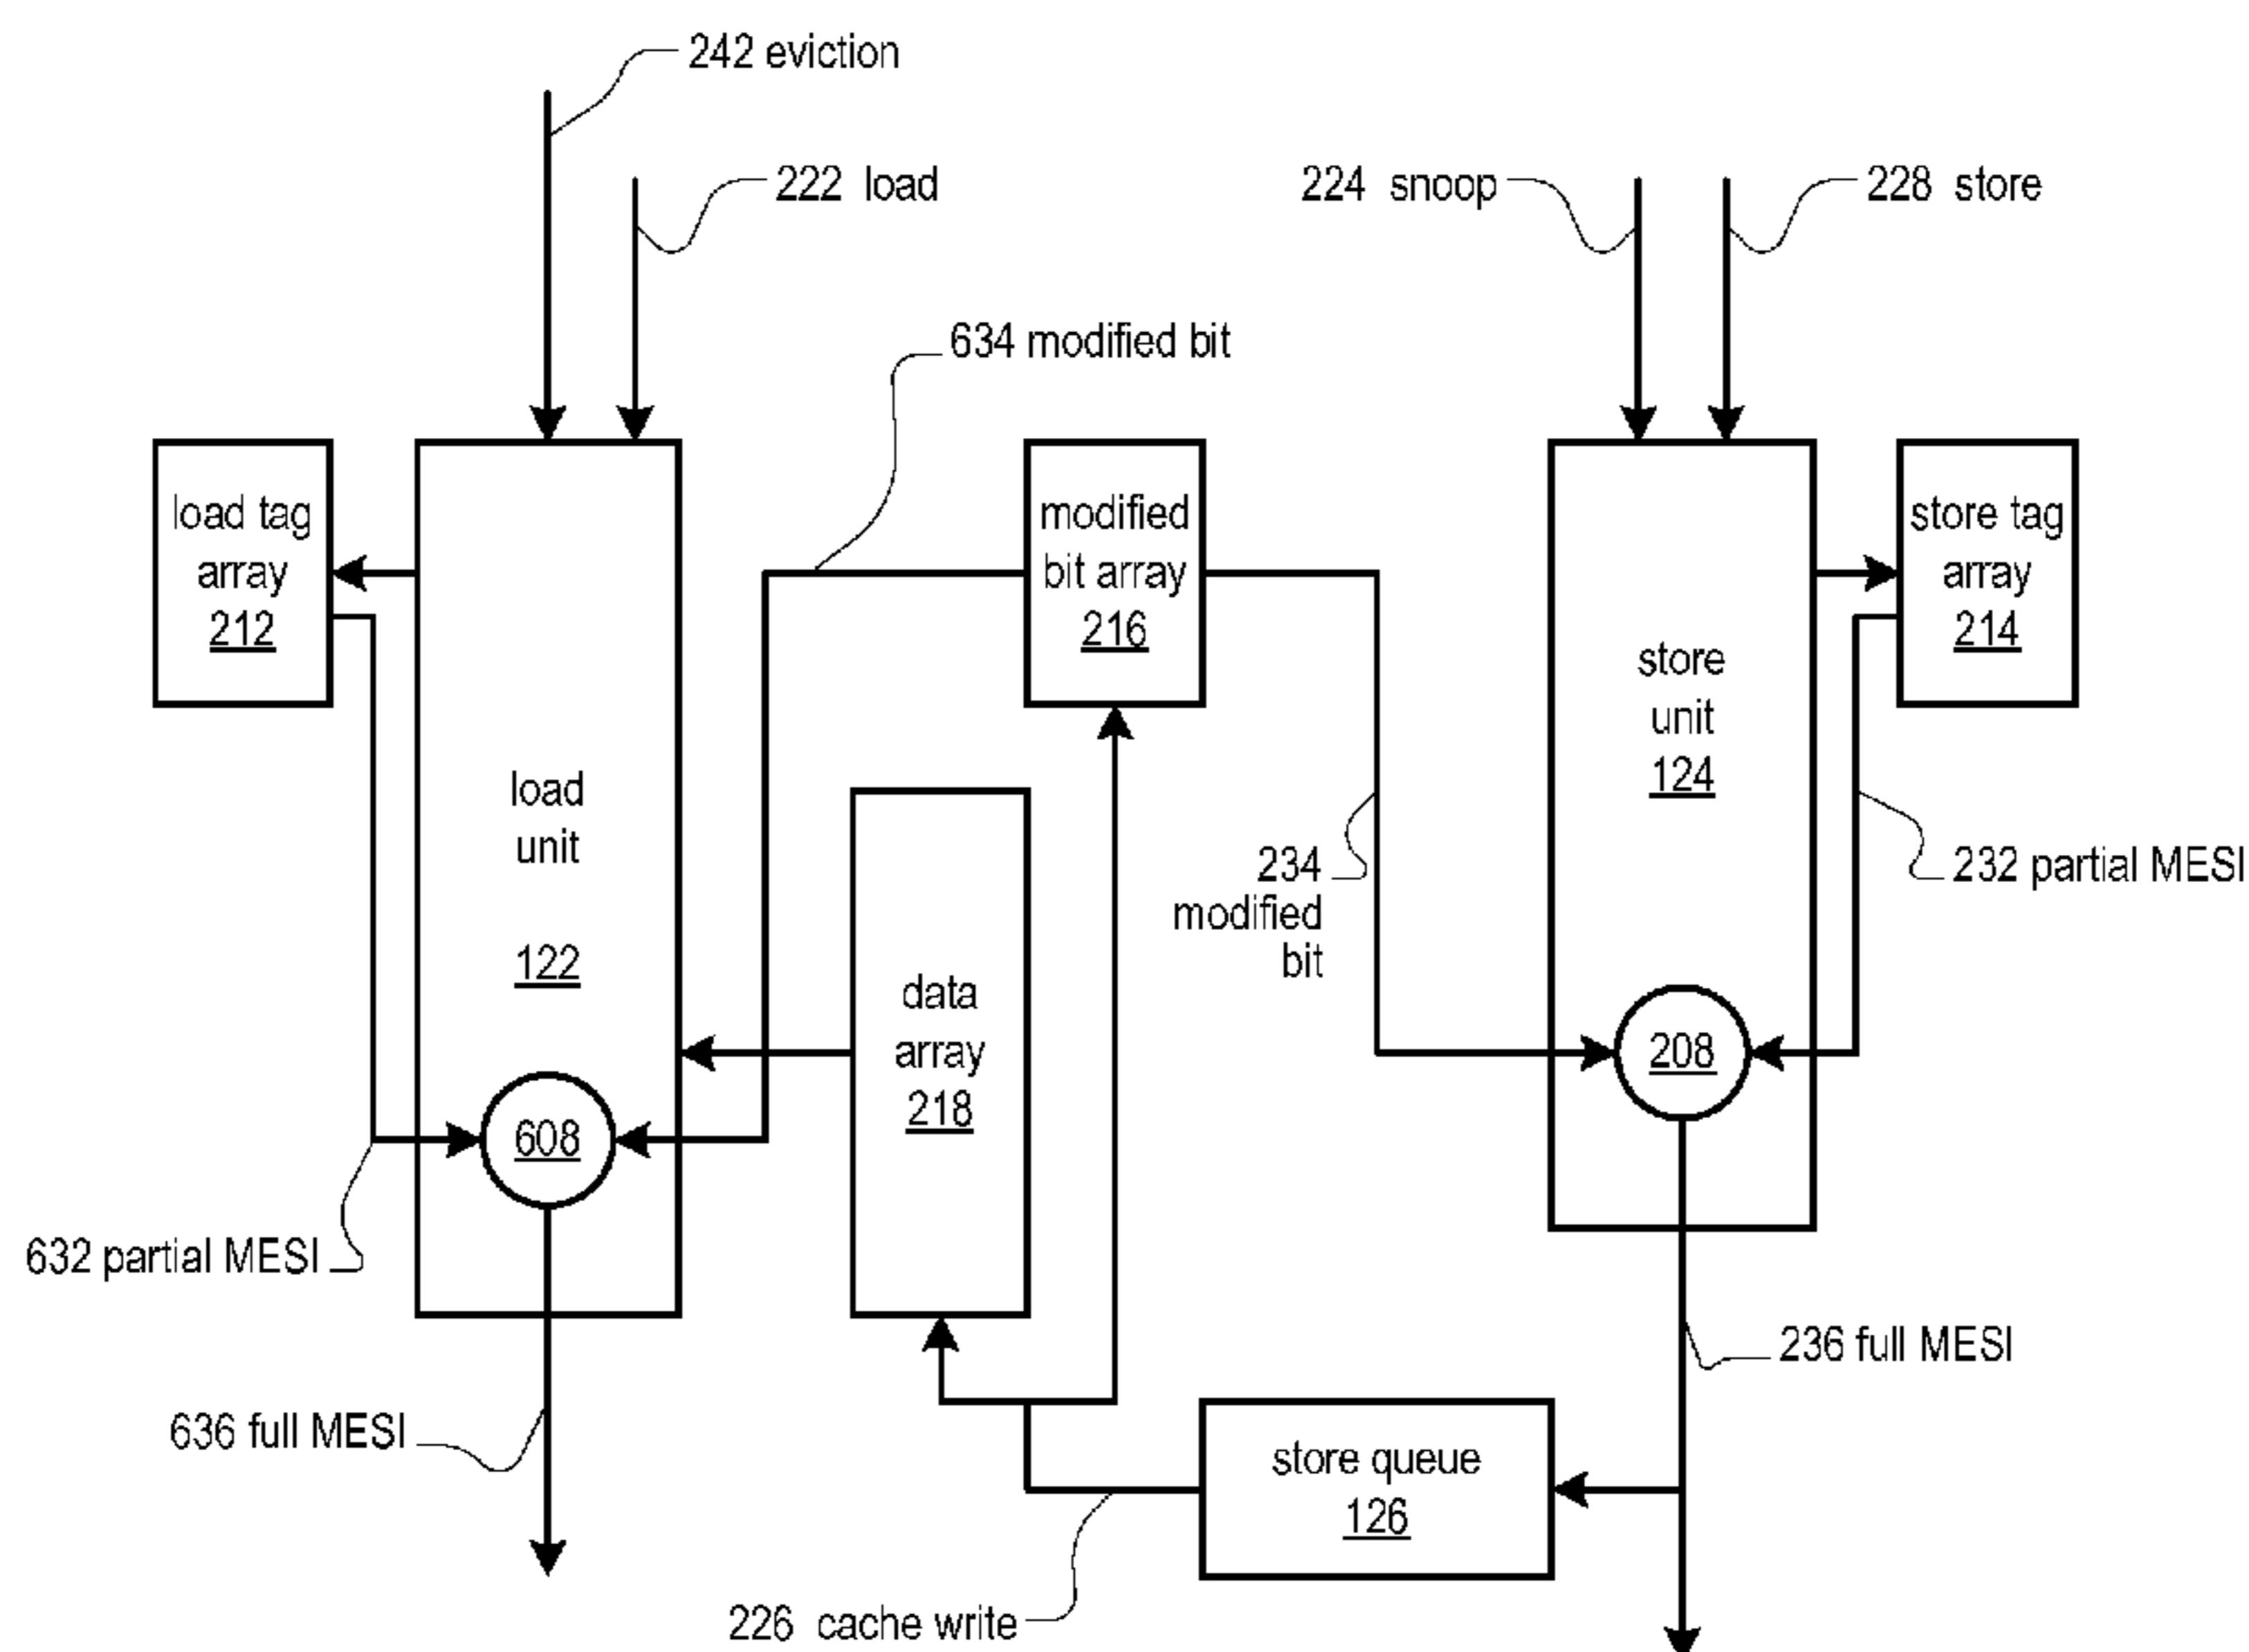 242 eviction
222 load
224 snoop
228 store
634 modified bit
load tag
array
212
modified
bit array
216
store tag
array
214
store
unit
124
load
unit
122
234
modified
bit
232 partial MESI
data
array
218
208
608
632 partial MESI
236 full MESI
636 full MESI
store queue
126
226 cache write